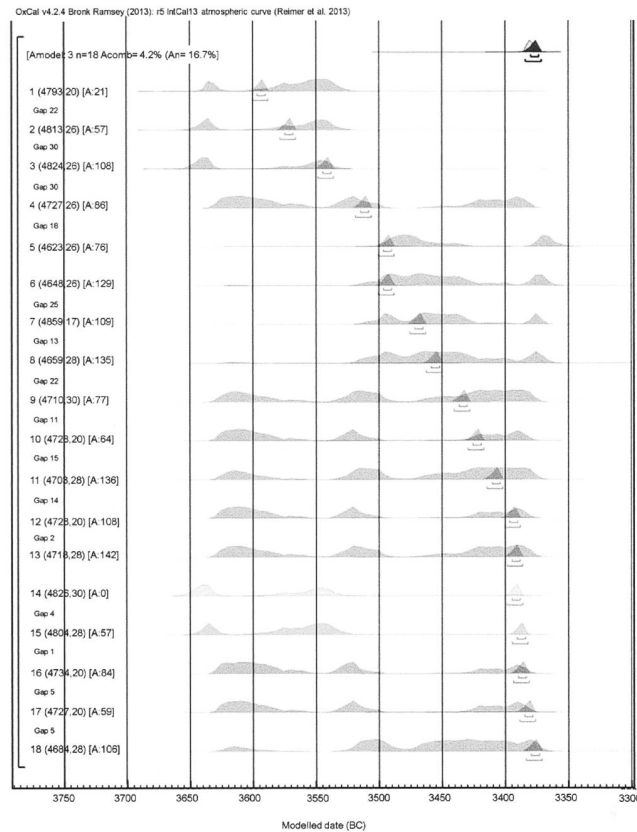 OxCal v4.2.4 Bronk Ramsey (2013): r5 IntCal13 atmospheric curve (Reimer et al. 2013)
[Amodel: 3 n=18 Acomb= 4.2% (An= 16.7%)
1 (4793,20) [A:21]
Gap 22
2 (4813,26) [A:57]
Gap 30
3 (4824,26) [A:108]
Gap 30
4 (4727,26) [A:86]
Gap 18
5 (4623,26) [A:76]
6 (4648,26) [A:129]
Gap 25
7 (4659,17) [A:109]
Gap 13
8 (4659,28) [A:135]
Gap 22
9 (4710,30) [A:77]
Gap 11
10 (4728,20) [A:64]
Gap 15
11 (4708,28) [A:136]
Gap 14
12 (4728,20) [A:108]
Gap 2
13 (4718,28) [A:142]
14 (4826,30) [A:0]
Gap 4
15 (4804,28) [A:57]
Gap 1
16 (4734,20) [A:84]
Gap 5
17 (4727,20) [A:59]
Gap 5
18 (4684,28) [A:106]
3750 3700 3650 3600 3550 3500 3450 3400 3350 3300
Modelled date (BC)